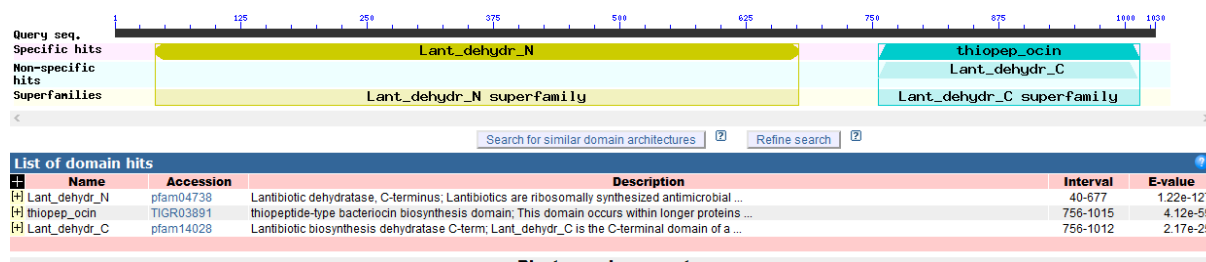 1 125 250 375 500 625 750 875 1000 1030
Query seq.
Specific hits Lant_dehydr_N thiopep_ocin
Non-specific
hits Lant_dehydr_C
Superfamilies Lant_dehydr_N superfamily Lant_dehydr_C superfamily
Search for similar domain architectures ? Refine search ?
List of domain hits ?
+ Name Accession Description Interval E-value
[+] Lant_dehydr_N pfam04738 Lantibiotic dehydratase, C-terminus; Lantibiotics are ribosomally synthesized antimicrobial ... 40-677 1.22e-12
[+] thiopep_ocin TIGR03891 thiopeptide-type bacteriocin biosynthesis domain; This domain occurs within longer proteins ... 756-1015 4.12e-5
[+] Lant_dehydr_C pfam14028 Lantibiotic biosynthesis dehydratase C-term; Lant_dehydr_C is the C-terminal domain of a ... 756-1012 2.17e-2